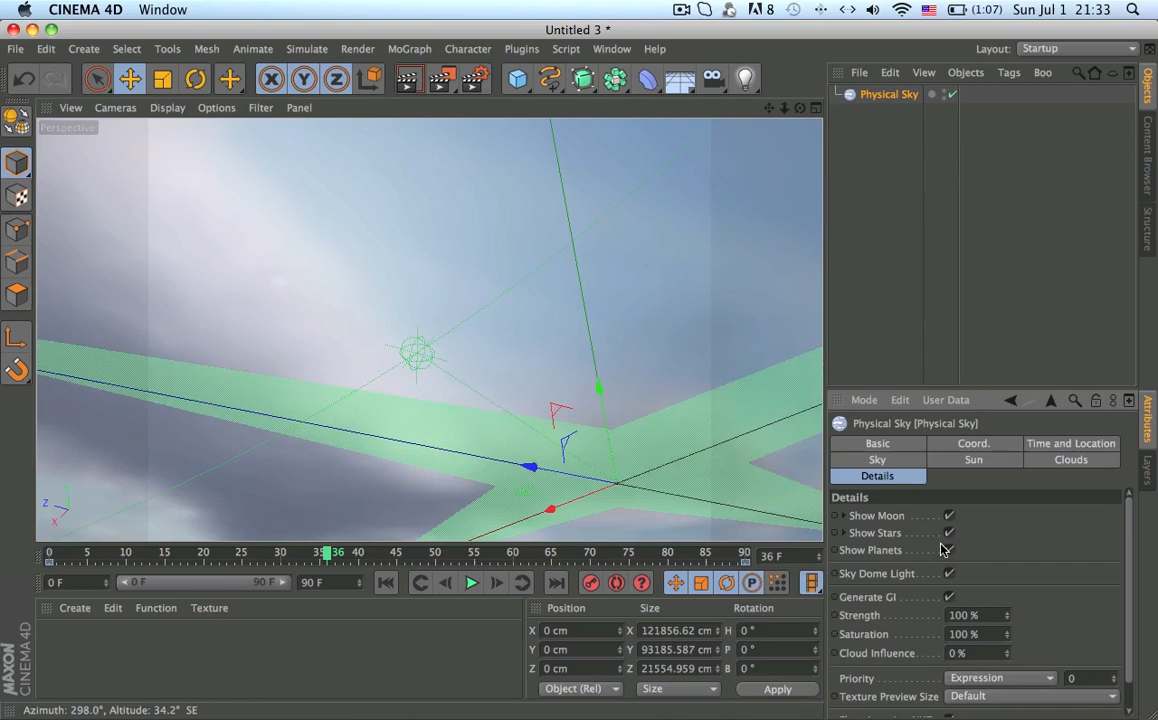 CINEMA 4D Window 8 (1:07) Sun Jul 1 21:33
Untitled 3 *
File Edit Create Select Tools Mesh Animate Simulate Render MoGraph Character Plugins Script Window Help Layout: Startup
X Y Z
File Edit View Objects Tags Boo
View Cameras Display Options Filter Panel
Physical Sky
Perspective
Objects
Content Browser
Structure
Mode Edit User Data
Attributes
Layers
Physical Sky [Physical Sky]
Basic Coord. Time and Location
Sky Sun Clouds
Details
Details
Show Moon
Show Stars
Show Planets
Sky Dome Light
Generate GI
Strength 100 %
Saturation 100 %
Cloud Influence 0 %
Priority Expression 0
Texture Preview Size Default
Y
Z
X
0 5 10 15 20 25 30 35 36 40 45 50 55 60 65 70 75 80 85 90 36 F
0 F 0 F 90 F 90 F
Create Edit Function Texture
Position Size Rotation
X 0 cm X 121856.62 cm H 0 °
Y 0 cm Y 93185.587 cm P 0 °
Z 0 cm Z 21554.959 cm B 0 °
Object (Rel) Size Apply
MAXON CINEMA 4D
Azimuth: 298.0°, Altitude: 34.2° SE